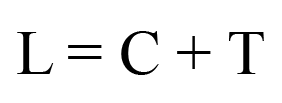 L = C + T